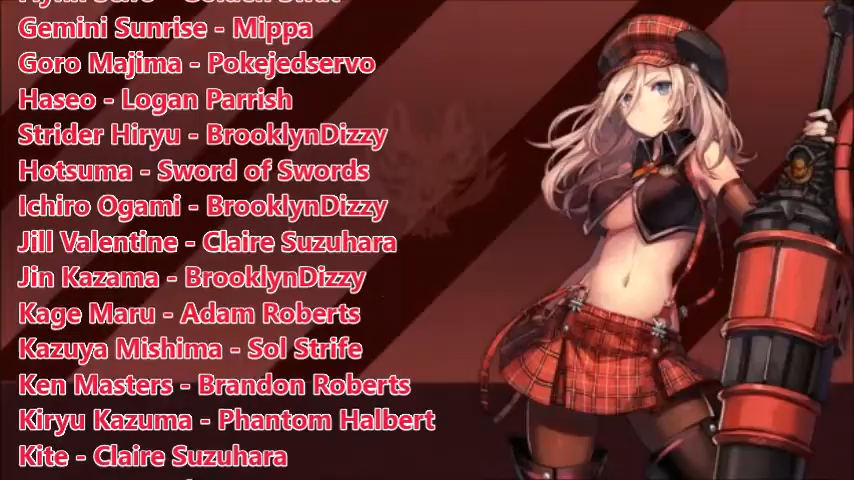 Gemini Sunrise - Mippa
Goro Majima - Pokejedservo
Haseo - Logan Parrish
Strider Hiryu - BrooklynDizzy
Hotsuma - Sword of Swords
Ichiro Ogami - BrooklynDizzy
Jill Valentine - Claire Suzuhara
Jin Kazama - BrooklynDizzy
Kage Maru - Adam Roberts
Kazuya Mishima - Sol Strife
Ken Masters - Brandon Roberts
Kiryu Kazuma - Phantom Halbert
Kite - Claire Suzuhara